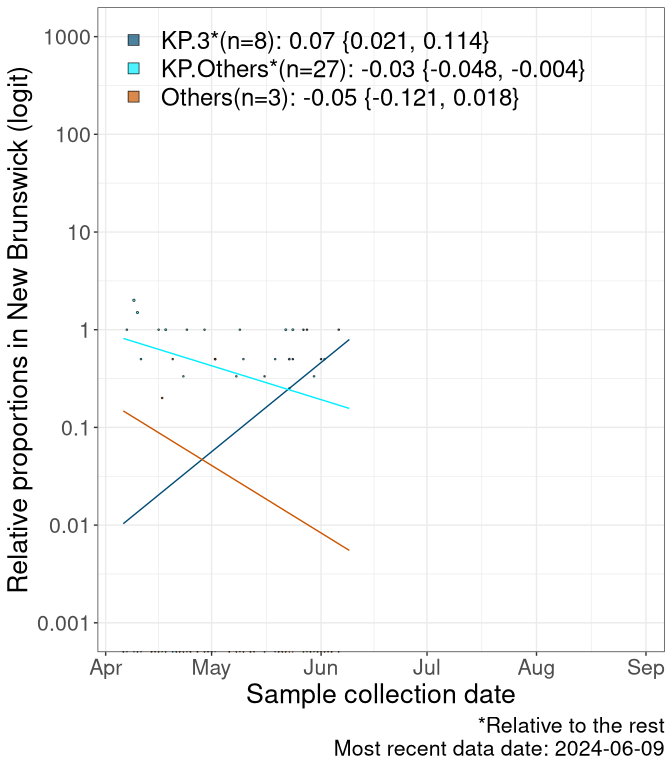 KP.3*(n=8): 0.07 {0.021, 0.114}
KP.Others*(n=27): -0.03 {-0.048, -0.004}
Others(n=3): -0.05 {-0.121, 0.018}
Relative proportions in New Brunswick (logit)
1000
100
10
1
0.1
0.01
0.001
Apr May Jun Jul Aug Sep
Sample collection date
*Relative to the rest
Most recent data date: 2024-06-09